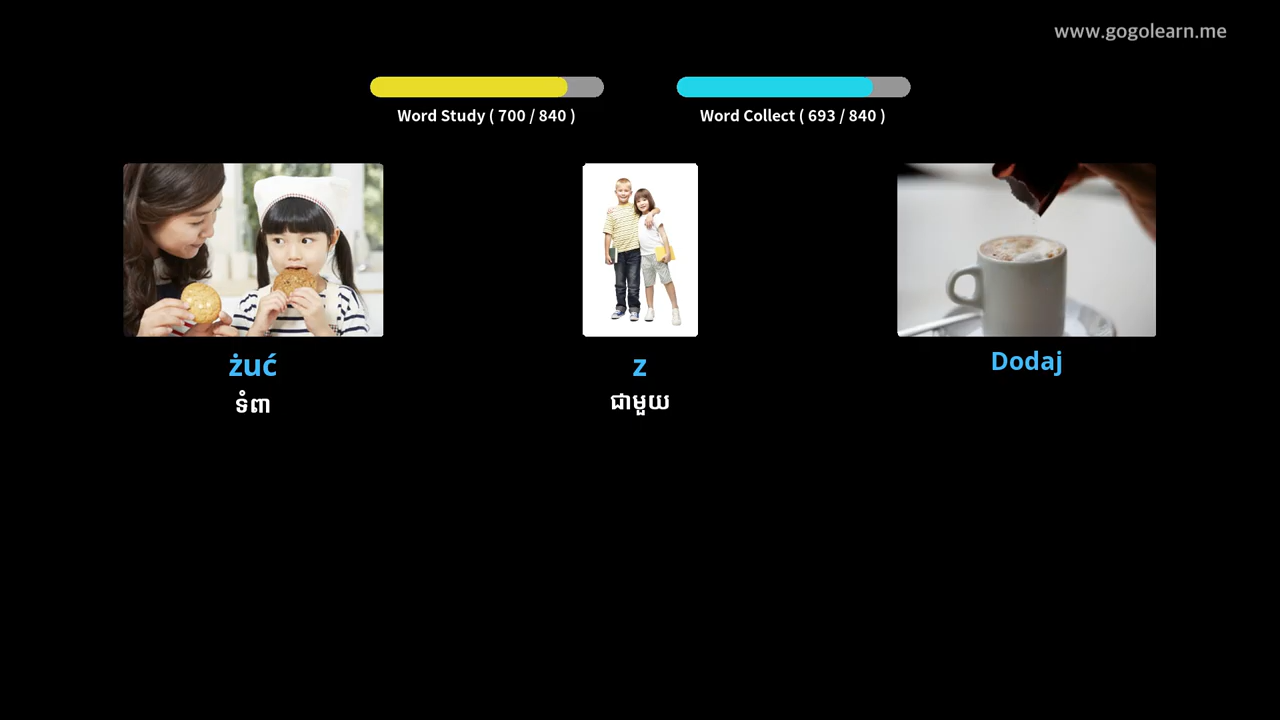 www.gogolearn.me
Word Study ( 700 / 840 )
Word Collect ( 693 / 840 )
żuć
z
Dodaj
ទំពា
ជាមួយ